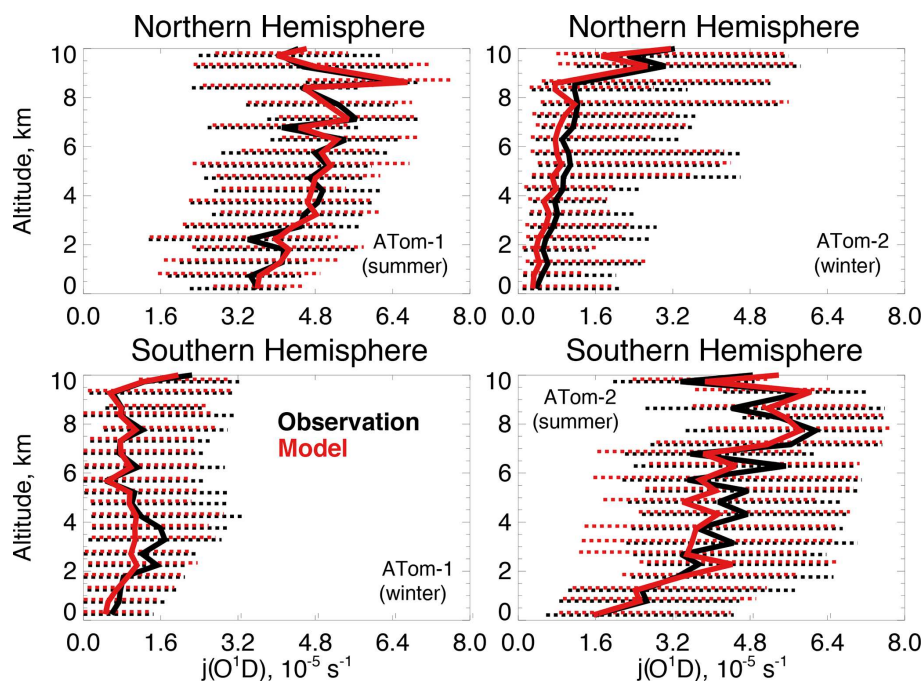 Northern Hemisphere
Northern Hemisphere
Altitude, km
10
8
6
4
2
0
ATom-1
(summer)
0.0 1.6 3.2 4.8 6.4 8.0
10
8
6
4
2
0
ATom-2
(winter)
0.0 1.6 3.2 4.8 6.4 8.0
Southern Hemisphere
Southern Hemisphere
Altitude, km
10
8
6
4
2
0
Observation
Model
ATom-1
(winter)
0.0 1.6 3.2 4.8 6.4 8.0
j(O¹D), 10⁻⁵ s⁻¹
10
8
6
4
2
0
ATom-2
(summer)
0.0 1.6 3.2 4.8 6.4 8.0
j(O¹D), 10⁻⁵ s⁻¹